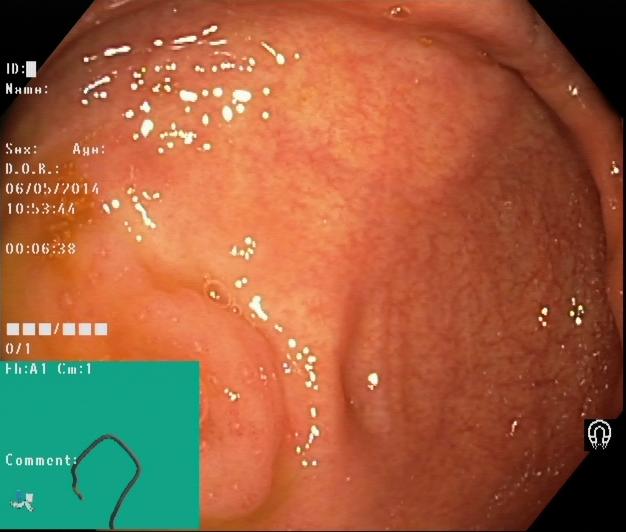 ID:
Name:
Sex: Age:
D.O.B.:
06/05/2014
10:53:44
00:06:38
■■■/■■■
0/1
Eh:A1 Cm:1
Comment: